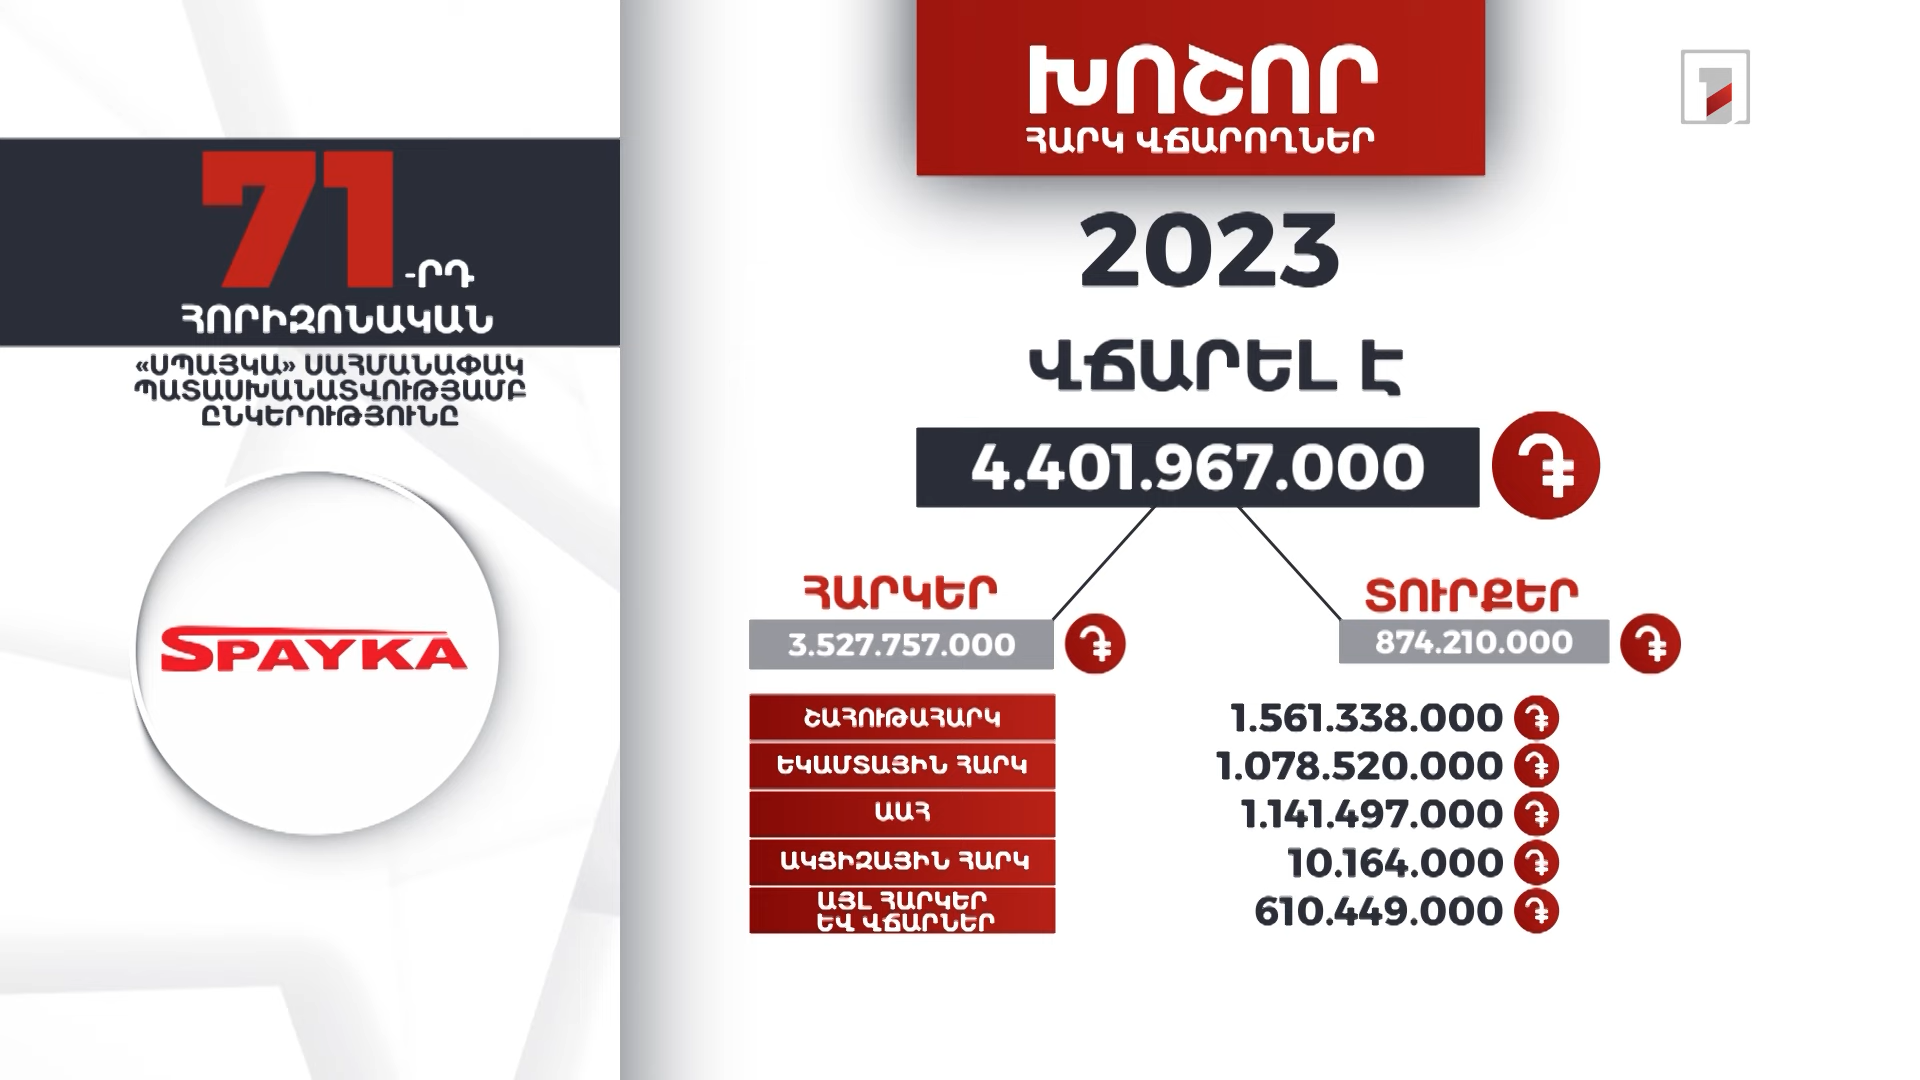 71-ՐԴ
ՀՈՐԻԶՈՆԱԿԱՆ
«ՍՊԱՅԿԱ» ՍԱՀՄԱՆԱՓԱԿ
ՊԱՏԱՍԽԱՆԱՏՎՈՒԹՅԱՄԲ
ԸՆԿԵՐՈՒԹՅՈՒՆԸ
SPAYKA
ԽՈՇՈՐ
ՀԱՐԿ ՎՃԱՐՈՂՆԵՐ
1
2023
ՎՃԱՐԵԼ Է
4.401.967.000 ֏
ՀԱՐԿԵՐ
3.527.757.000 ֏
ՏՈՒՐՔԵՐ
874.210.000 ֏
ՇԱՀՈՒԹԱՀԱՐԿ 1.561.338.000 ֏
ԵԿԱՄՏԱՅԻՆ ՀԱՐԿ 1.078.520.000 ֏
ԱԱՀ 1.141.497.000 ֏
ԱԿՑԻԶԱՅԻՆ ՀԱՐԿ 10.164.000 ֏
ԱՅԼ ՀԱՐԿԵՐ
ԵՎ ՎՃԱՐՆԵՐ 610.449.000 ֏